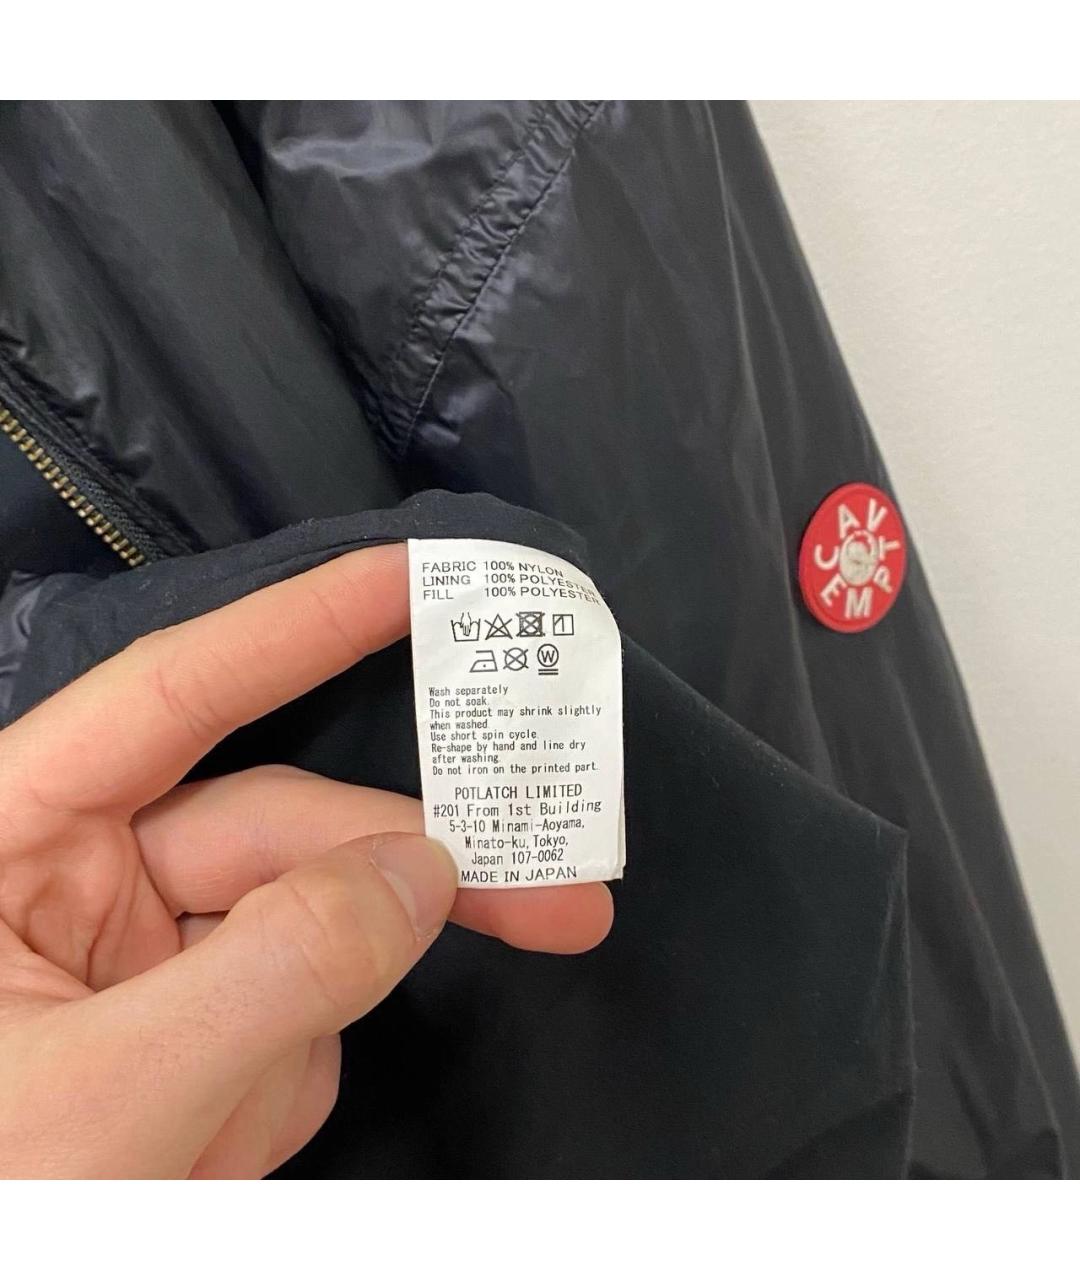 FABRIC 100% NYLON
LINING 100% POLYESTER
FILL 100% POLYESTER
W
Wash separately
Do not soak.
This product may shrink slightly
when washed.
Use short spin cycle.
Re-shape by hand and line dry
after washing.
Do not iron on the printed part.
POTLATCH LIMITED
#201 From 1st Building
5-3-10 Minami-Aoyama,
Minato-ku, Tokyo,
Japan 107-0062
MADE IN JAPAN
C AV EMPT